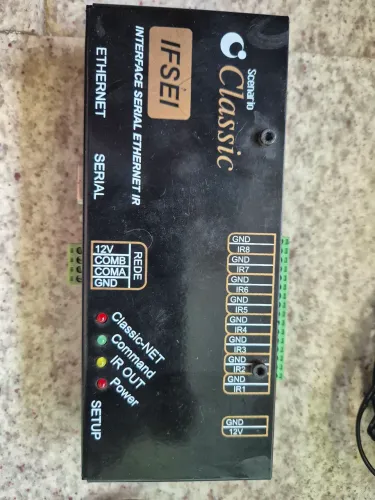 Scenario
Classic
IFSEI
INTERFACE SERIAL ETHERNET IR
ETHERNET
SERIAL
REDE
12V
COMB
COMA
GND
Classic-NET
Command
IR OUT
Power
SETUP
GND
IR8
GND
IR7
GND
IR6
GND
IR5
GND
IR4
GND
IR3
GND
IR2
GND
IR1
GND
12V